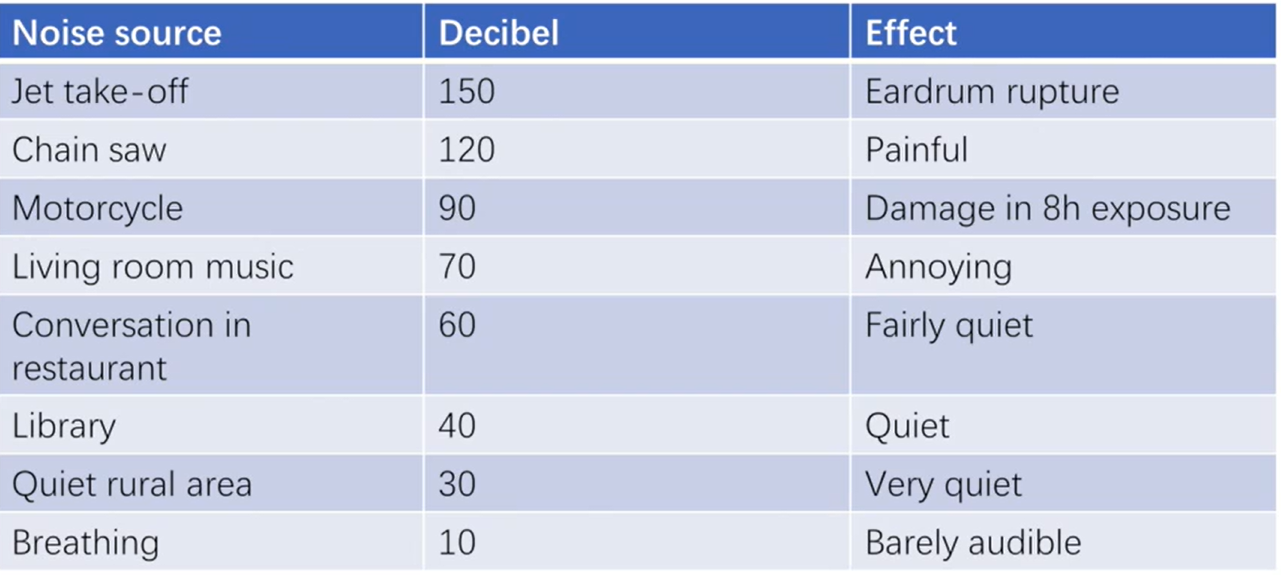 Noise source Decibel Effect
Jet take-off 150 Eardrum rupture
Chain saw 120 Painful
Motorcycle 90 Damage in 8h exposure
Living room music 70 Annoying
Conversation in 60 Fairly quiet
restaurant
Library 40 Quiet
Quiet rural area 30 Very quiet
Breathing 10 Barely audible